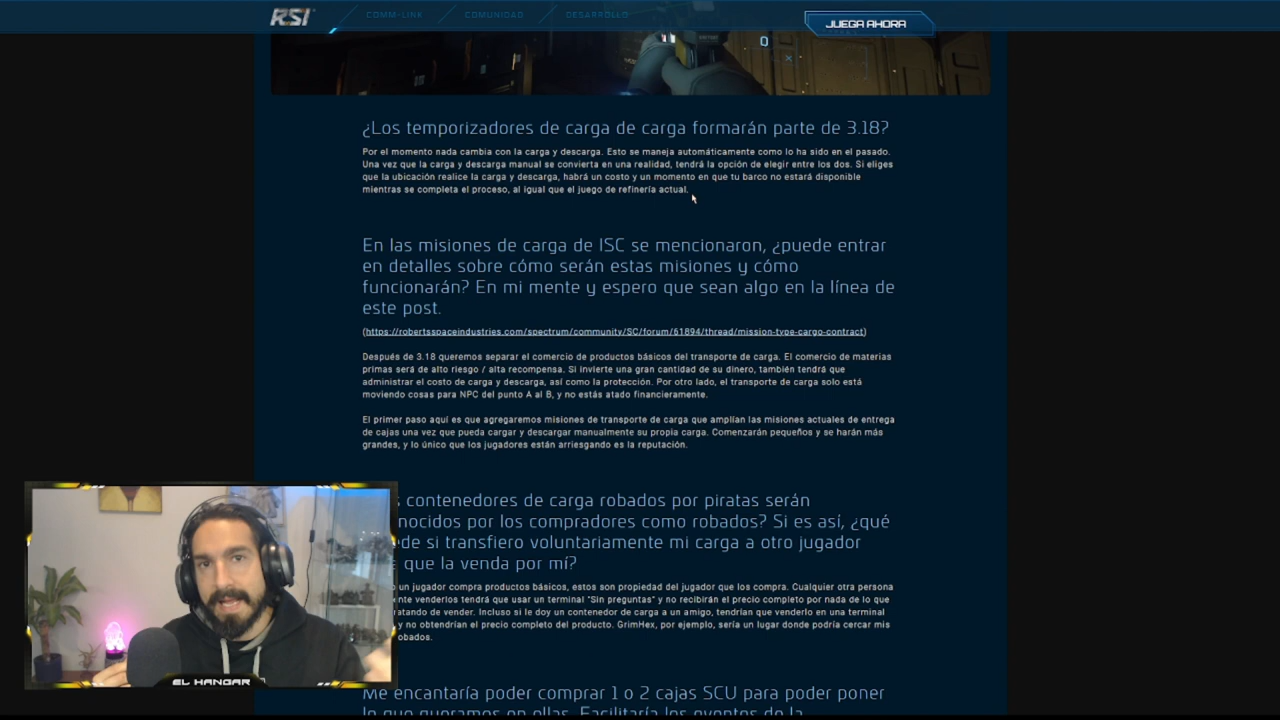 RSI
COMM-LINK
COMUNIDAD
DESARROLLO
JUEGA AHORA
0
¿Los temporizadores de carga de carga formarán parte de 3.18?
Por el momento nada cambia con la carga y descarga. Esto se maneja automáticamente como lo ha sido en el pasado.
Una vez que la carga y descarga manual se convierta en una realidad, tendrá la opción de elegir entre los dos. Si eliges
que la ubicación realice la carga y descarga, habrá un costo y un momento en que tu barco no estará disponible
mientras se completa el proceso, al igual que el juego de refinería actual.
En las misiones de carga de ISC se mencionaron, ¿puede entrar
en detalles sobre cómo serán estas misiones y cómo
funcionarán? En mi mente y espero que sean algo en la línea de
este post.
(https://robertsspaceindustries.com/spectrum/community/SC/forum/61894/thread/mission-type-cargo-contract)
Después de 3.18 queremos separar el comercio de productos básicos del transporte de carga. El comercio de materias
primas será de alto riesgo / alta recompensa. Si invierte una gran cantidad de su dinero, también tendrá que
administrar el costo de carga y descarga, así como la protección. Por otro lado, el transporte de carga solo está
moviendo cosas para NPC del punto A al B, y no estás atado financieramente.
El primer paso aquí es que agregaremos misiones de transporte de carga que amplían las misiones actuales de entrega
de cajas una vez que pueda cargar y descargar manualmente su propia carga. Comenzarán pequeños y se harán más
grandes, y lo único que los jugadores están arriesgando es la reputación.
contenedores de carga robados por piratas serán
nocidos por los compradores como robados? Si es así, ¿qué
ede si transfiero voluntariamente mi carga a otro jugador
que la venda por mí?
un jugador compra productos básicos, estos son propiedad del jugador que los compra. Cualquier otra persona
nte venderlos tendrá que usar un terminal "Sin preguntas" y no recibirán el precio completo por nada de lo que
ratando de vender. Incluso si le doy un contenedor de carga a un amigo, tendrían que venderlo en una terminal
y no obtendrían el precio completo del producto. GrimHex, por ejemplo, sería un lugar donde podría cercar mis
obados.
EL HANGAR
Me encantaría poder comprar 1 o 2 cajas SCU para poder poner
lo que queramos en ellas. Facilitaría los eventos de la